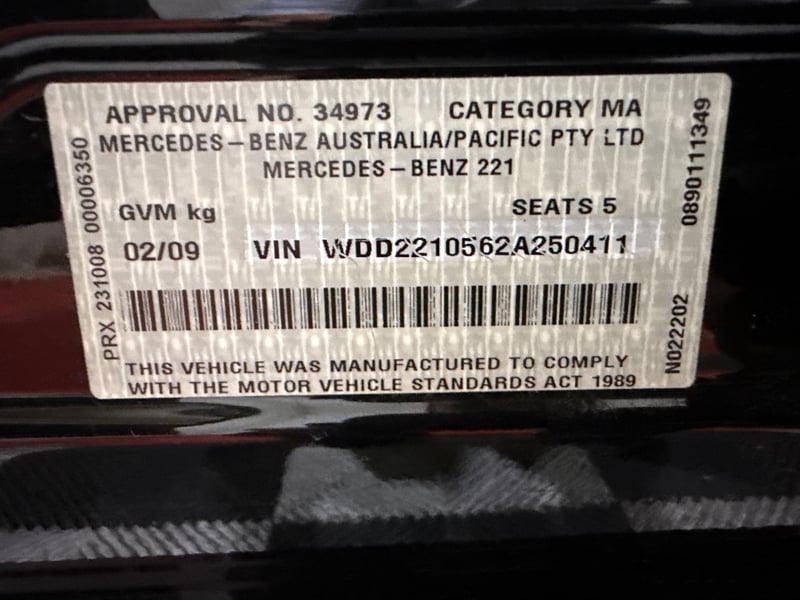 APPROVAL NO. 34973 CATEGORY MA
MERCEDES-BENZ AUSTRALIA/PACIFIC PTY LTD
MERCEDES-BENZ 221
GVM kg SEATS 5
02/09 VIN WDD2210562A250411
THIS VEHICLE WAS MANUFACTURED TO COMPLY
WITH THE MOTOR VEHICLE STANDARDS ACT 1989
PRX 231008 00006350
0890111349
N022202